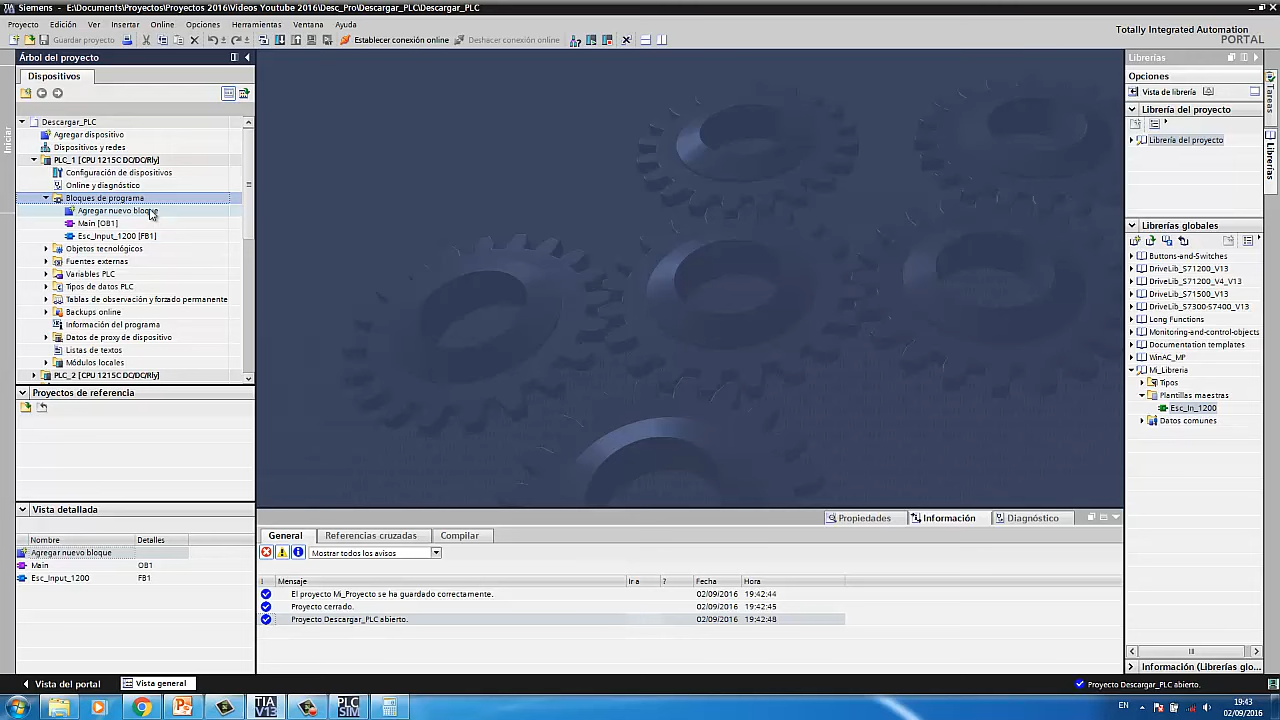 Siemens - E:\Documents\Proyectos\Proyectos 2016\Videos Youtube 2016\Desc_Pro\Descargar_PLC\Descargar_PLC
Proyecto Edición Ver Insertar Online Opciones Herramientas Ventana Ayuda
Guardar proyecto Establecer conexión online Deshacer conexión online
Totally Integrated Automation
PORTAL
Árbol del proyecto
Dispositivos
Iniciar
Descargar_PLC
Agregar dispositivo
Dispositivos y redes
PLC_1 [CPU 1215C DC/DC/Rly]
Configuración de dispositivos
Online y diagnóstico
Bloques de programa
Agregar nuevo bloque
Main [OB1]
Esc_Input_1200 [FB1]
Objetos tecnológicos
Fuentes externas
Variables PLC
Tipos de datos PLC
Tablas de observación y forzado permanente
Backups online
Información del programa
Datos de proxy de dispositivo
Listas de textos
Módulos locales
PLC_2 [CPU 1215C DC/DC/Rly]
Proyectos de referencia
Vista detallada
Nombre Detalles
Agregar nuevo bloque
Main OB1
Esc_Input_1200 FB1
Propiedades Información Diagnóstico
General Referencias cruzadas Compilar
Mostrar todos los avisos
! Mensaje Ir a ? Fecha Hora
El proyecto Mi_Proyecto se ha guardado correctamente. 02/09/2016 19:42:44
Proyecto cerrado. 02/09/2016 19:42:45
Proyecto Descargar_PLC abierto. 02/09/2016 19:42:48
Librerías
Opciones
Vista de librería
Librería del proyecto
Librería del proyecto
Librerías globales
Buttons-and-Switches
DriveLib_S71200_V13
DriveLib_S71200_V4_V13
DriveLib_S71500_V13
DriveLib_S7300-S7400_V13
Long Functions
Monitoring-and-control-objects
Documentation templates
WinAC_MP
Mi_Libreria
Tipos
Plantillas maestras
Esc_In_1200
Datos comunes
Información (Librerías glo...
Tareas
Librerías
Vista del portal Vista general
Proyecto Descargar_PLC abierto.
TIA V13
PLC SIM
EN
19:43
02/09/2016